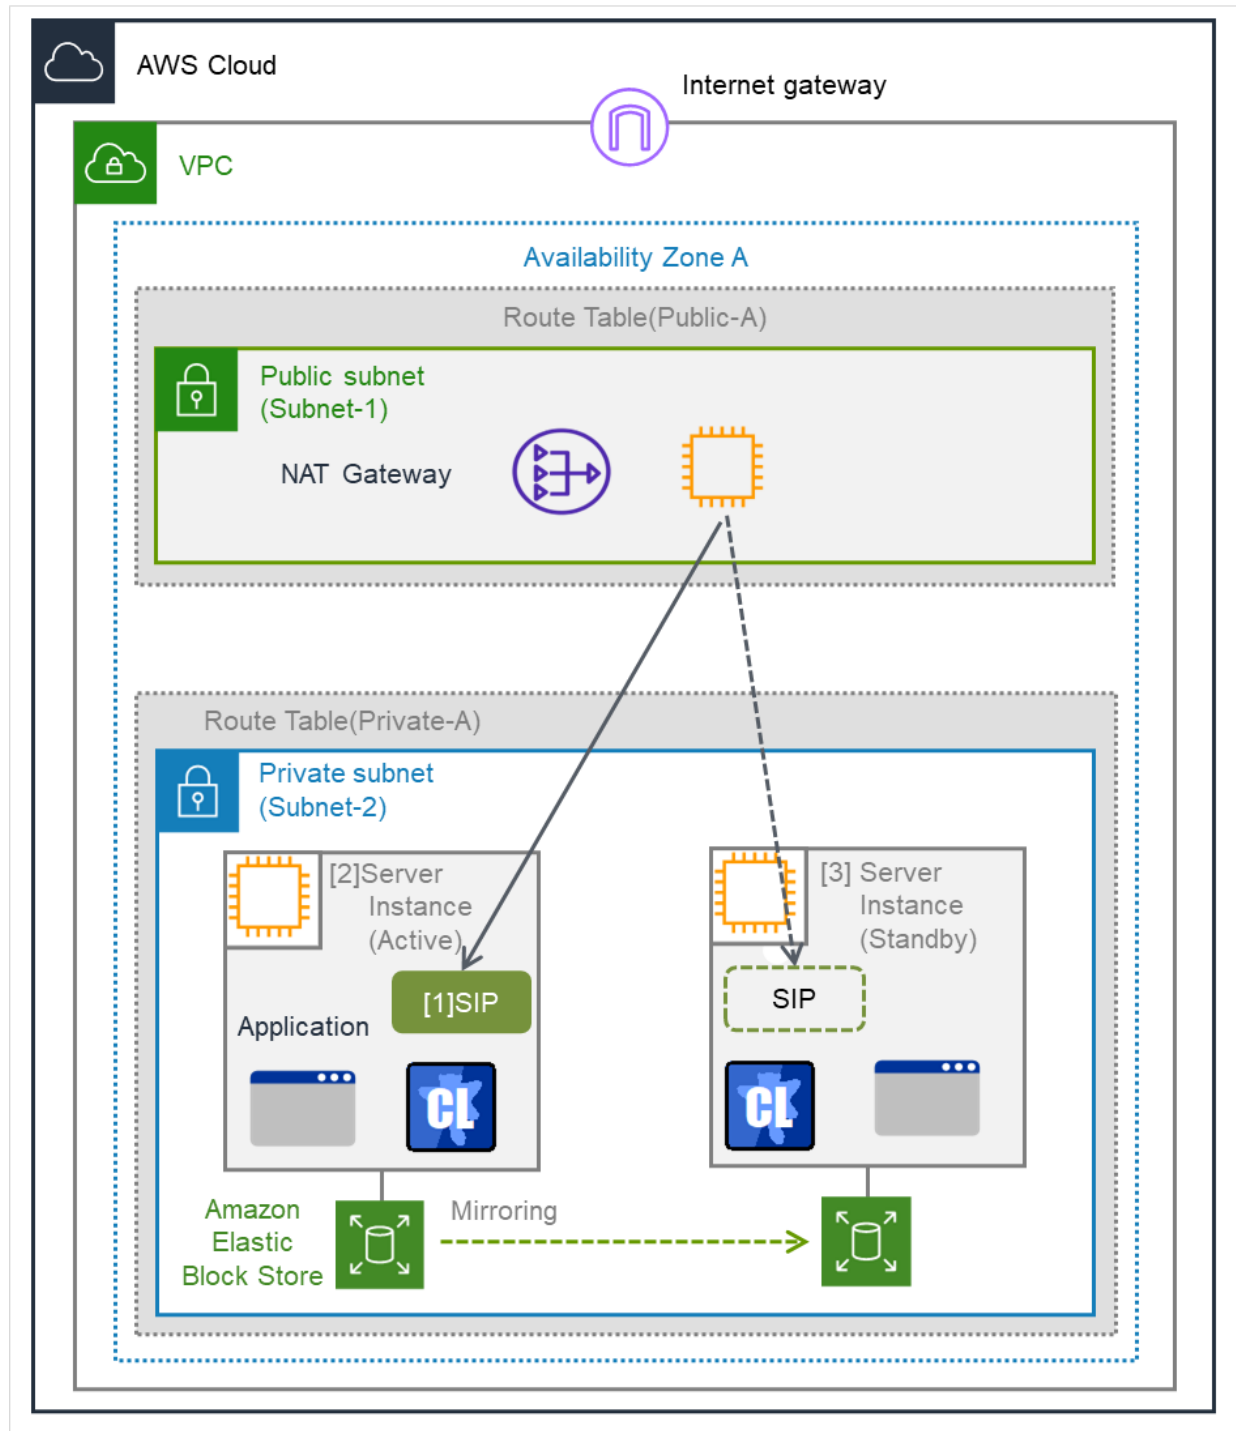 AWS Cloud
Internet gateway
VPC
Availability Zone A
Route Table(Public-A)
Public subnet
(Subnet-1)
NAT Gateway
Route Table(Private-A)
Private subnet
(Subnet-2)
[2]Server
Instance
(Active)
[3] Server
Instance
(Standby)
[1]SIP
SIP
Application
CL
CL
Amazon
Elastic
Block Store
Mirroring